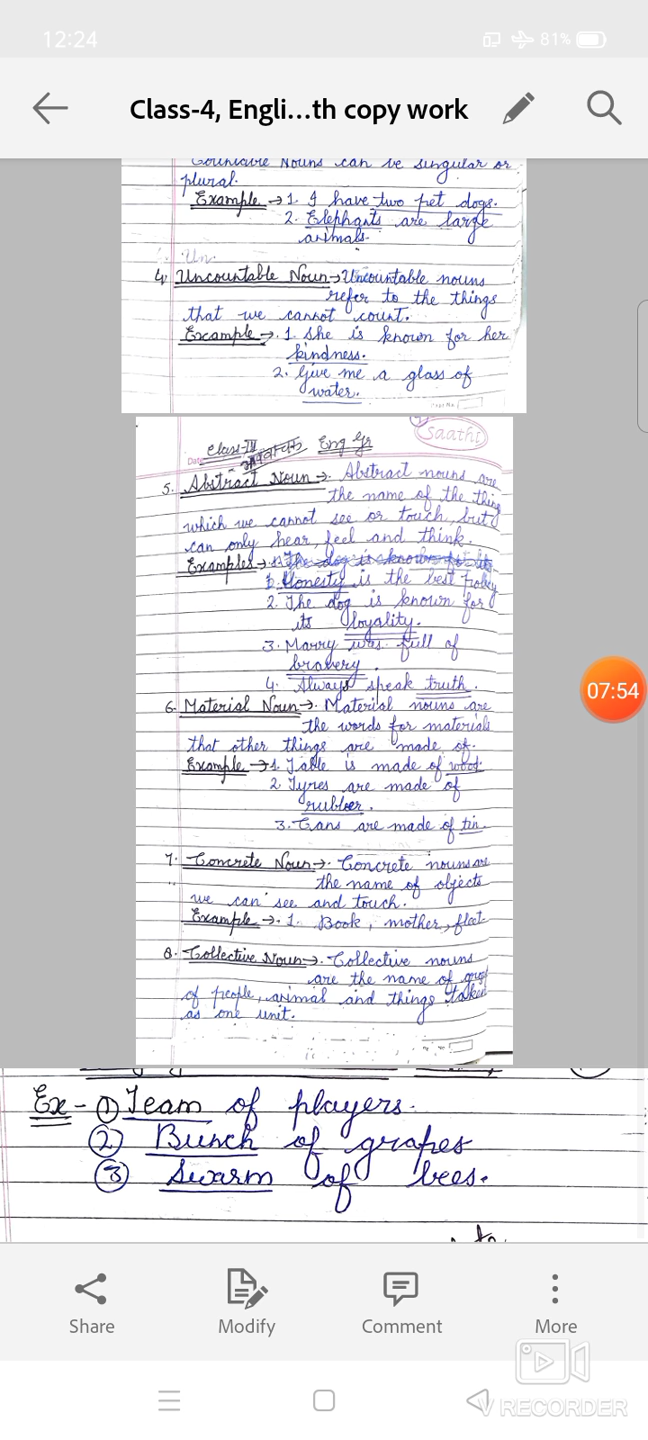 12:24
81%
Class-4, Engli...th copy work
Countable Nouns can be singular or
plural.
Example → 1. I have two pet dogs.
2. Elephants are large
animals.
Un.
4. Uncountable Noun → Uncountable nouns
refer to the things
that we cannot count.
Example → 1. She is known for her
kindness.
2. Give me a glass of
water.
Saathi
Date
Class-IV Eng Gr
5. Abstract Noun → Abstract nouns are
the name of the thing
which we cannot see or touch, but
can only hear, feel and think.
Examples → 1. The dog is known for its
1. Honesty is the best policy
2. The dog is known for
its loyality.
3. Marry was full of
bravery.
4. Always speak truth.
6. Material Noun → Material nouns are
the words for materials
that other things are made of.
Example → 1. Table is made of wood.
2. Tyres are made of
rubber.
3. Cans are made of tin.
7. Concrete Noun → Concrete nouns are
the name of objects
we can see and touch.
Example → 1. Book, mother,
8. Collective Noun → Collective nouns
are the name of group
of people, animal and things
as one unit.
Ex - ① Team of players.
② Bunch of grapes
③ Swarm of bees.
07:54
Share
Modify
Comment
More
RECORDER